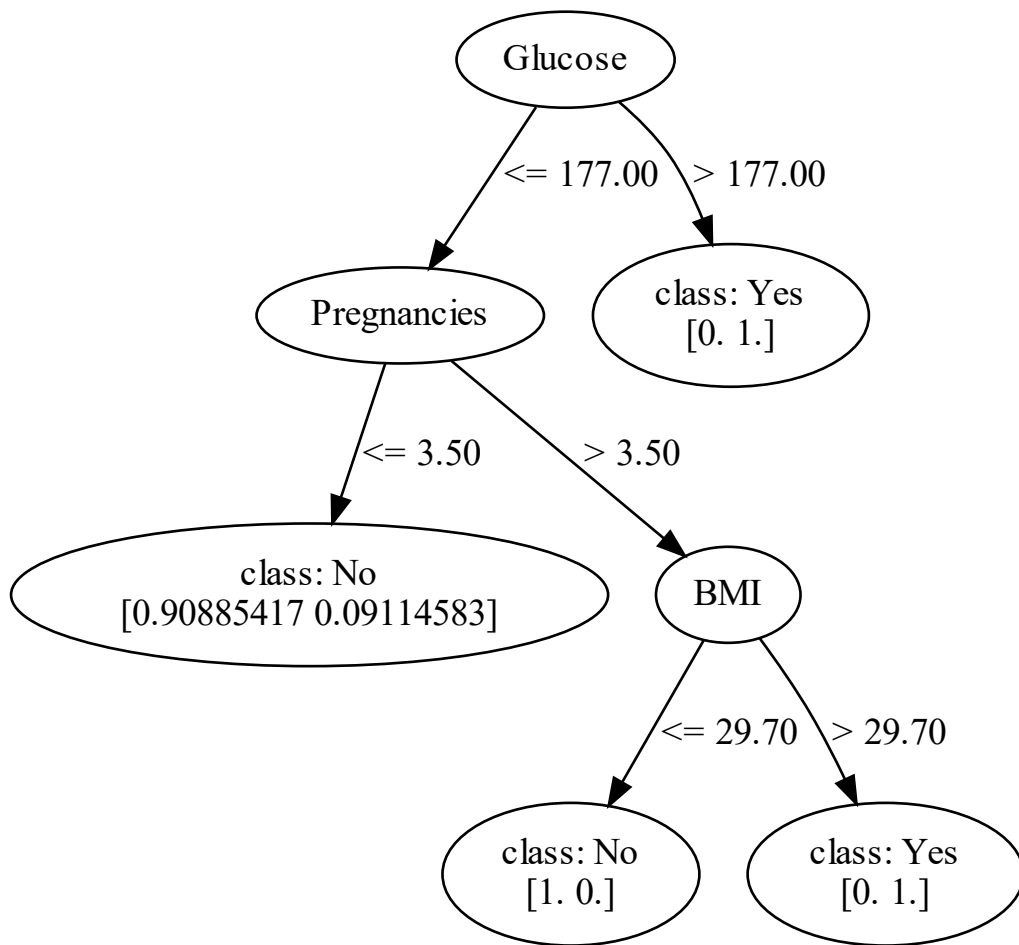 Glucose
<= 177.00
> 177.00
Pregnancies
class: Yes
[0. 1.]
<= 3.50
> 3.50
class: No
[0.90885417 0.09114583]
BMI
<= 29.70
> 29.70
class: No
[1. 0.]
class: Yes
[0. 1.]